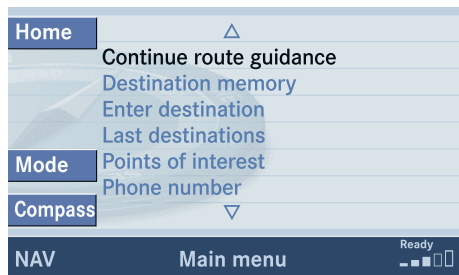 Home
Continue route guidance
Destination memory
Enter destination
Last destinations
Mode
Points of interest
Phone number
Compass
NAV
Main menu
Ready